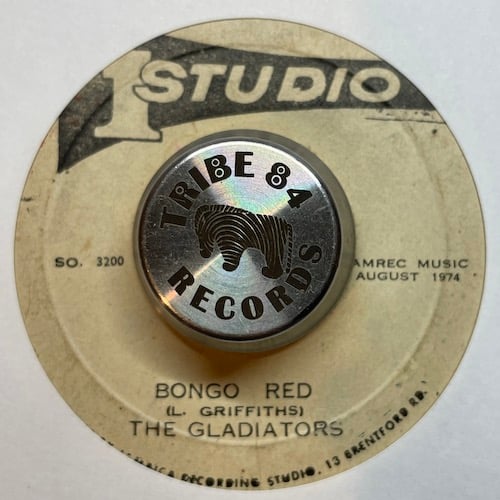 1 STUDIO
TRIBE 84
RECORDS
SO. 3200
AMREC MUSIC
AUGUST 1974
BONGO RED
(L. GRIFFITHS)
THE GLADIATORS
RECORDING STUDIO. 13 BRENTFORD RD.